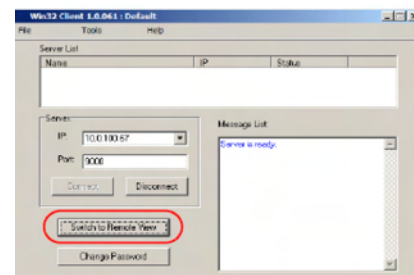 Win32 Client 1.0.061 : Default
File Tools Help
Server List
Name IP Status
Server
IP: 10.0.100.67
Port: 9000
Connect Disconnect
Switch to Remote View
Change Password
Message List
Server is ready.